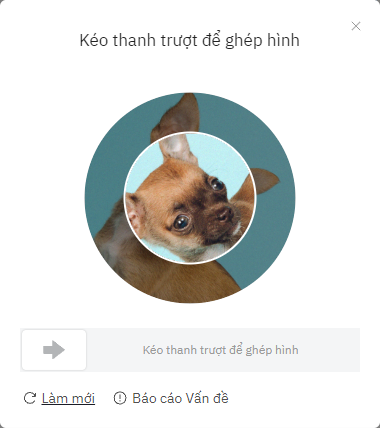 Kéo thanh trượt để ghép hình
Kéo thanh trượt để ghép hình
Làm mới
Báo cáo Vấn đề